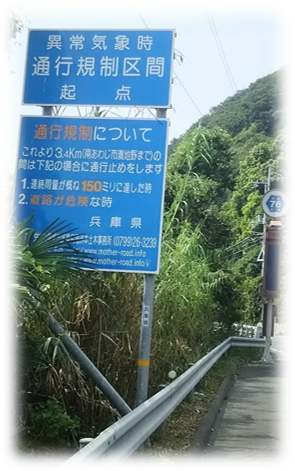 異常気象時
通行規制区間
起点
通行規制について
これより3.4Km(南あわじ市灘地野まで)の
間は下記の場合に通行止めをします
1.連続雨量が概ね150ミリに達した時
2.道路が危険な時
兵庫県
土木事務所 (0799)26-3239
www.mother-road.info
www.mother-road.info/i
76